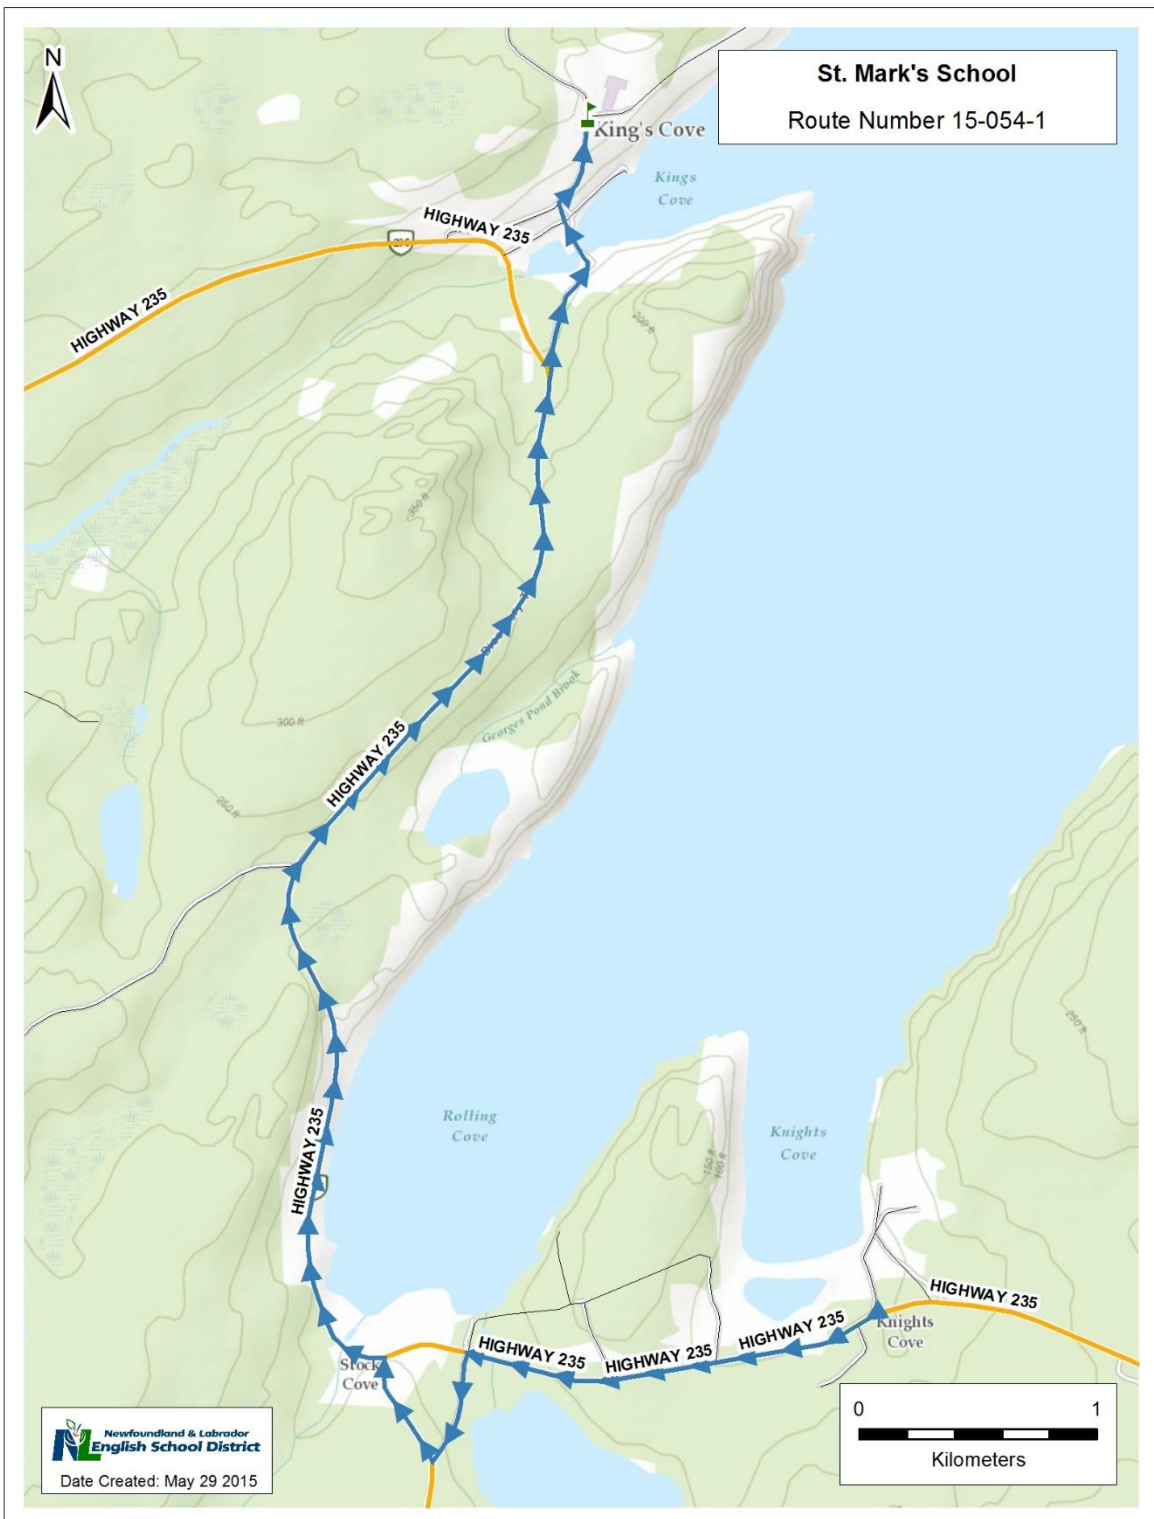 N
St. Mark's School
Route Number 15-054-1
King's Cove
Kings
Cove
HIGHWAY 235
235
HIGHWAY 235
200 ft
350 ft
Georges Pond Brook
300 ft
HIGHWAY 235
250 ft
250 ft
Rolling
Cove
Knights
Cove
150 ft
100 ft
HIGHWAY 235
HIGHWAY 235
Knights
Cove
HIGHWAY 235
HIGHWAY 235
HIGHWAY 235
Stock
Cove
0 1
Kilometers
NL
Newfoundland & Labrador
English School District
Date Created: May 29 2015